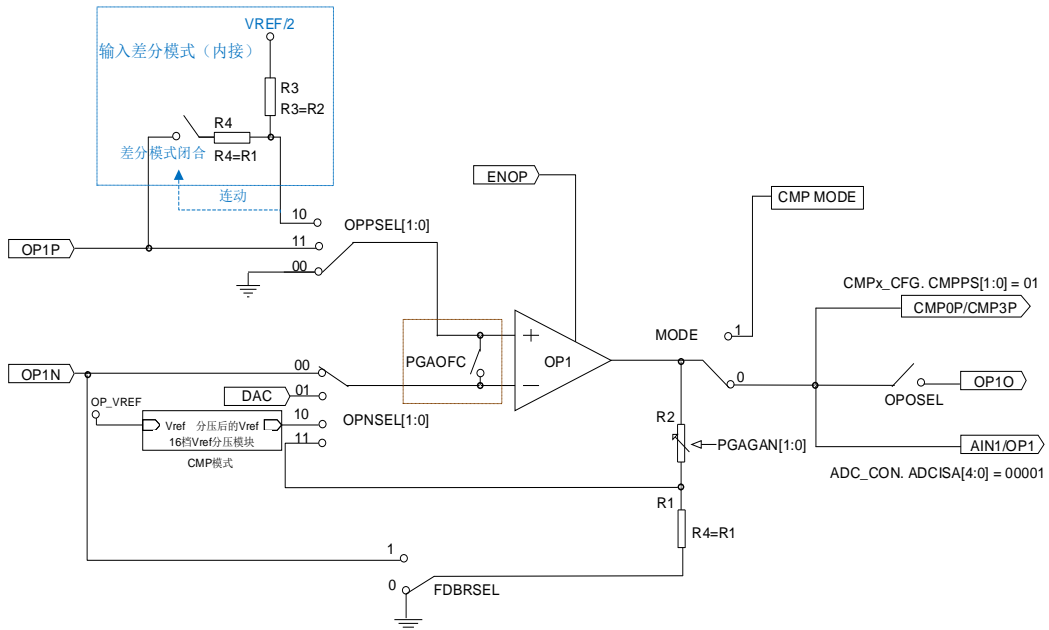 VREF/2
输入差分模式（内接）
R3
R3=R2
R4
差分模式闭合
R4=R1
连动
ENOP
CMP MODE
10
OPPSEL[1:0]
OP1P
11
00
CMPx_CFG. CMPPS[1:0] = 01
CMP0P/CMP3P
MODE
1
PGAOFC
OP1
OP1N
00
0
OP1O
DAC
01
OPOSEL
OP_VREF
OPNSEL[1:0]
10
Vref 分压后的Vref
16档Vref分压模块
11
R2
PGAGAN[1:0]
AIN1/OP1
CMP模式
ADC_CON. ADCISA[4:0] = 00001
R1
R4=R1
1
0
FDBRSEL